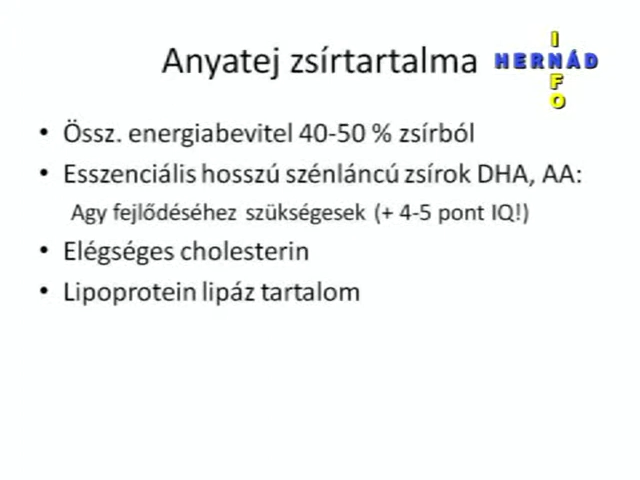 Anyatej zsírtartalma
HERNÁD
INFO
• Össz. energiabevitel 40-50 % zsírból
• Esszenciális hosszú szénláncú zsírok DHA, AA:
Agy fejlődéséhez szükségesek (+ 4-5 pont IQ!)
• Elégséges cholesterin
• Lipoprotein lipáz tartalom